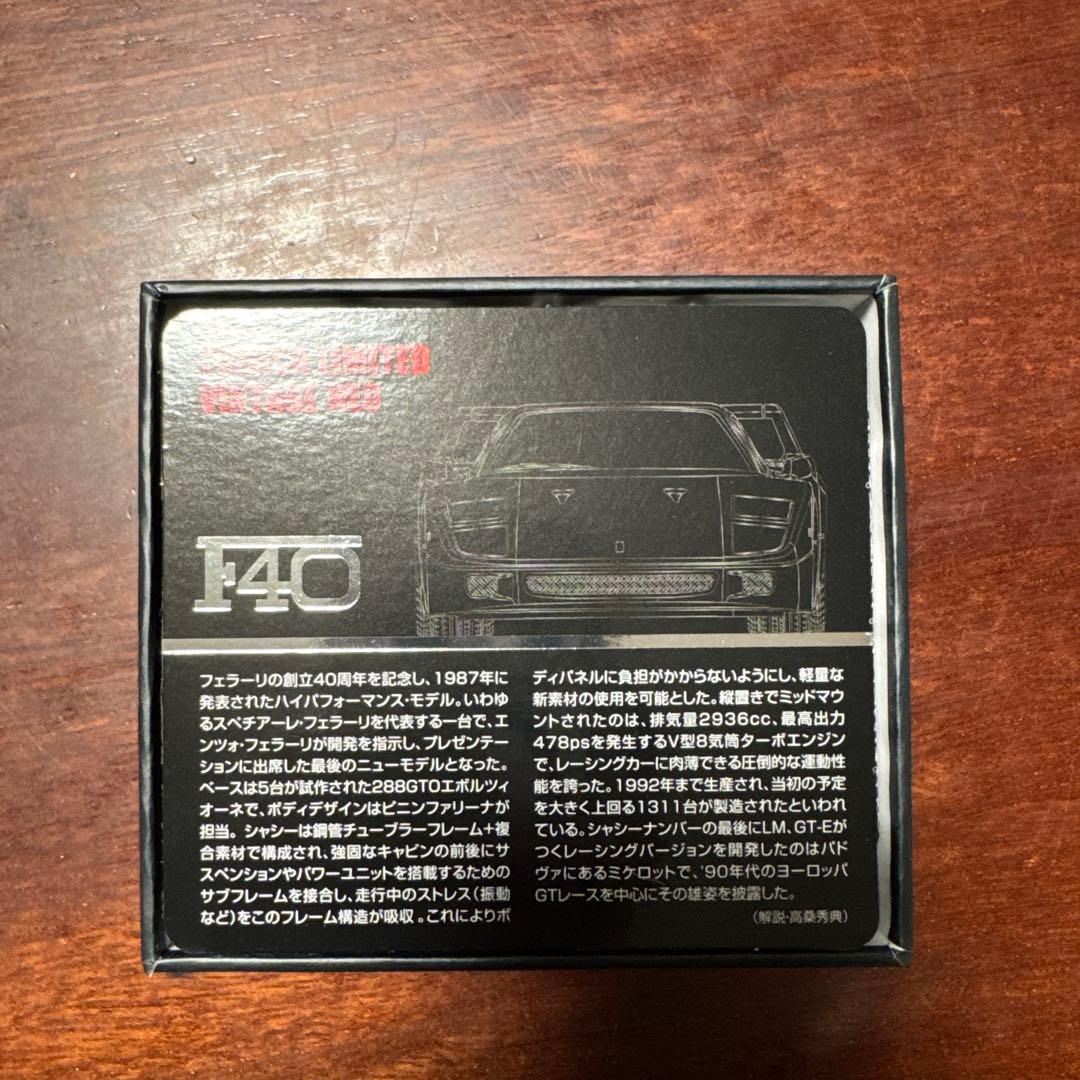 TOMICA LIMITED
VINTAGE NEO
F40
フェラーリの創立40周年を記念し、1987年に
発表されたハイパフォーマンス・モデル。いわゆ
るスペチアーレ・フェラーリを代表する一台で、エ
ンツォ・フェラーリが開発を指示し、プレゼンテー
ションに出席した最後のニューモデルとなった。
ベースは5台が試作された288GTOエボルツィ
オーネで、ボディデザインはピニンファリーナが
担当。シャシーは鋼管チューブラーフレーム+複
合素材で構成され、強固なキャビンの前後にサ
スペンションやパワーユニットを搭載するための
サブフレームを接合し、走行中のストレス(振動
など)をこのフレーム構造が吸収。これによりボ
ディパネルに負担がかからないようにし、軽量な
新素材の使用を可能とした。縦置きでミッドマウ
ントされたのは、排気量2936cc、最高出力
478psを発生するV型8気筒ターボエンジン
で、レーシングカーに肉薄できる圧倒的な運動性
能を誇った。1992年まで生産され、当初の予定
を大きく上回る1311台が製造されたといわれ
ている。シャシーナンバーの最後にLM、GT-Eが
つくレーシングバージョンを開発したのはパド
ヴァにあるミケロットで、'90年代のヨーロッパ
GTレースを中心にその雄姿を披露した。
(解説・高桑秀典)